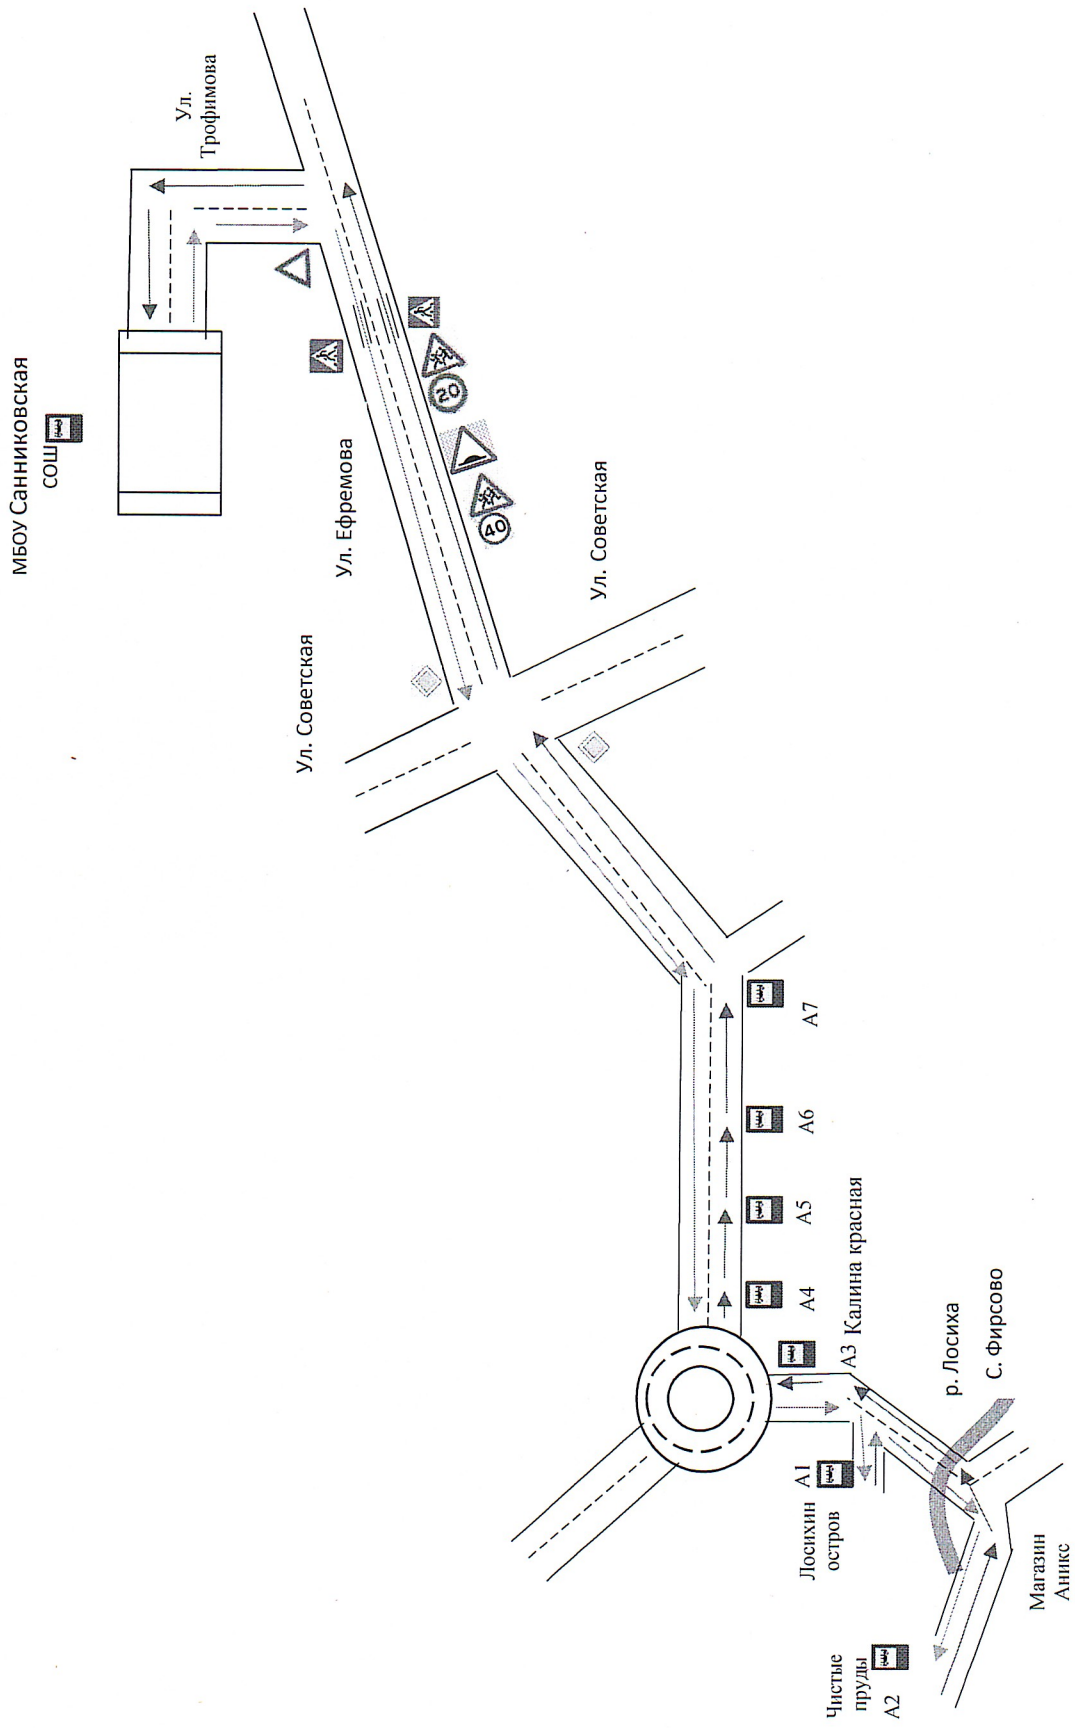 МБОУ Санниковская
СОШ
Ул.
Трофимова
Ул. Ефремова
Ул. Советская
Ул. Советская
20
40
А7
А6
А5
А4
А3 Калина красная
р. Лосиха
С. Фирсово
А1
Лосихин
остров
Чистые
пруды
А2
Магазин
Аникс